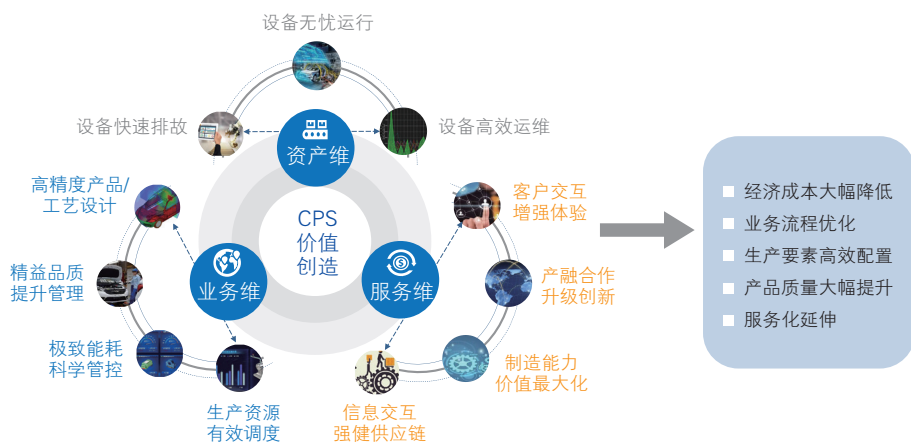 设备无忧运行
设备快速排故
设备高效运维
资产维
高精度产品/
工艺设计
精益品质
提升管理
极致能耗
科学管控
生产资源
有效调度
业务维
CPS
价值
创造
服务维
客户交互
增强体验
产融合作
升级创新
制造能力
价值最大化
信息交互
强健供应链
经济成本大幅降低
业务流程优化
生产要素高效配置
产品质量大幅提升
服务化延伸